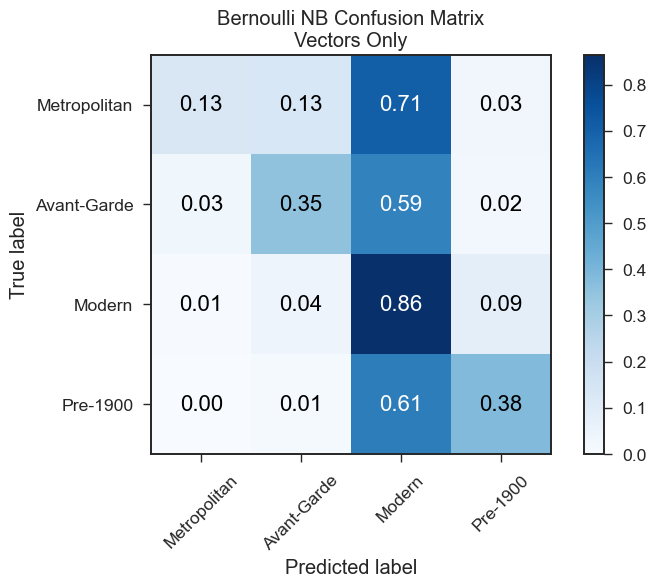 Bernoulli NB Confusion Matrix
Vectors Only
True label
Metropolitan 0.13 0.13 0.71 0.03
Avant-Garde 0.03 0.35 0.59 0.02
Modern 0.01 0.04 0.86 0.09
Pre-1900 0.00 0.01 0.61 0.38
Metropolitan Avant-Garde Modern Pre-1900
Predicted label
0.8
0.7
0.6
0.5
0.4
0.3
0.2
0.1
0.0